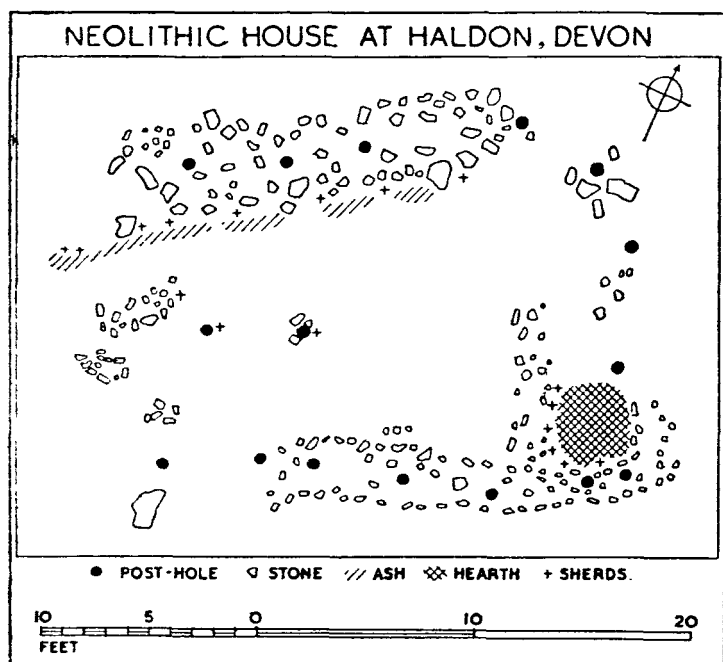 NEOLITHIC HOUSE AT HALDON, DEVON
POST-HOLE STONE ASH HEARTH + SHERDS.
10 5 0 10 20
FEET